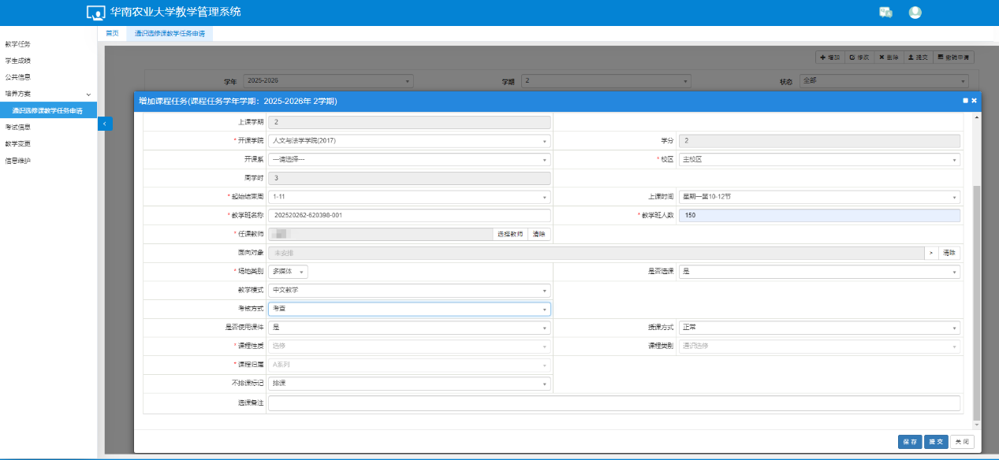 华南农业大学教学管理系统
首页 通识选修课教学任务申请
教学任务
学生成绩
公共信息
培养方案
通识选修课教学任务申请
考试信息
教学变更
信息维护
增加 修改 删除 提交 撤销申请
学年 2025-2026 学期 2 状态 全部
增加课程任务(课程任务学年学期：2025-2026年 2学期)
上课学期 2
* 开课学院 人文与法学学院(2017) 学分 2
开课系 ---请选择--- * 校区 主校区
周学时 3
* 起始结束周 1-11 上课时间 星期一第10-12节
* 教学班名称 202520262-620398-001 * 教学班人数 150
* 任课教师 选择教师 清除
面向对象 未安排 > 清除
* 场地类别 多媒体 是否选课 是
教学模式 中文教学
考核方式 考查
是否使用课件 是 授课方式 正常
* 课程性质 选修 课程类别 通识选修
* 课程归属 A系列
不排课标记 排课
选课备注
保存 提交 关闭